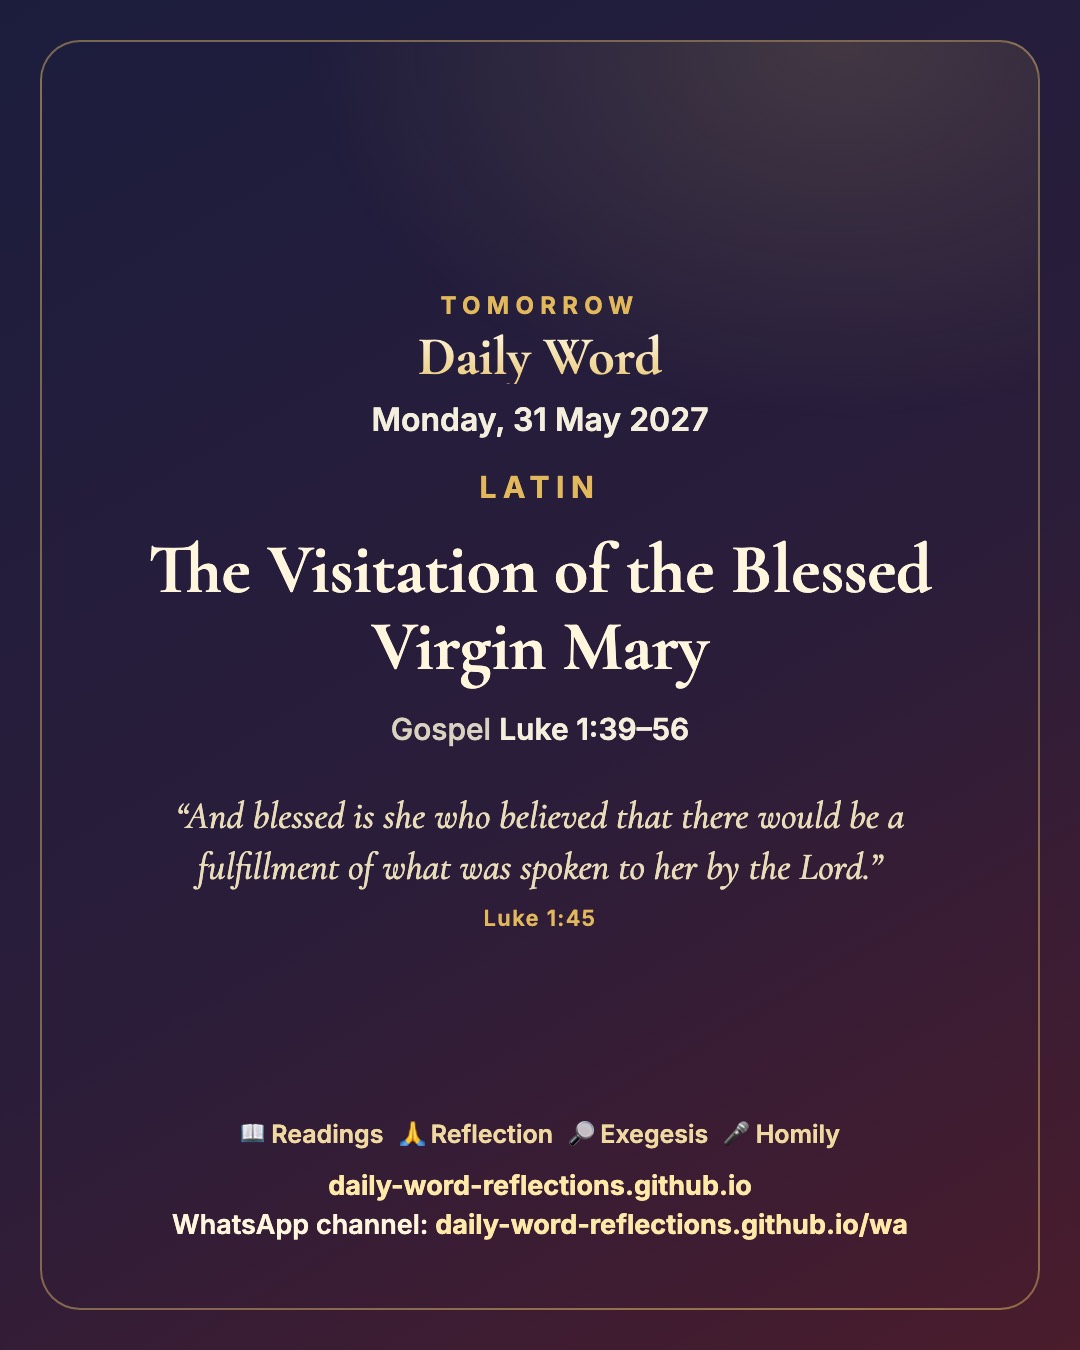 TOMORROW
Daily Word
Monday, 31 May 2027
LATIN
The Visitation of the Blessed
Virgin Mary
Gospel Luke 1:39–56
“And blessed is she who believed that there would be a
fulfillment of what was spoken to her by the Lord.”
Luke 1:45
📖 Readings 🙏 Reflection 🔎 Exegesis 🎤 Homily
daily-word-reflections.github.io
WhatsApp channel: daily-word-reflections.github.io/wa